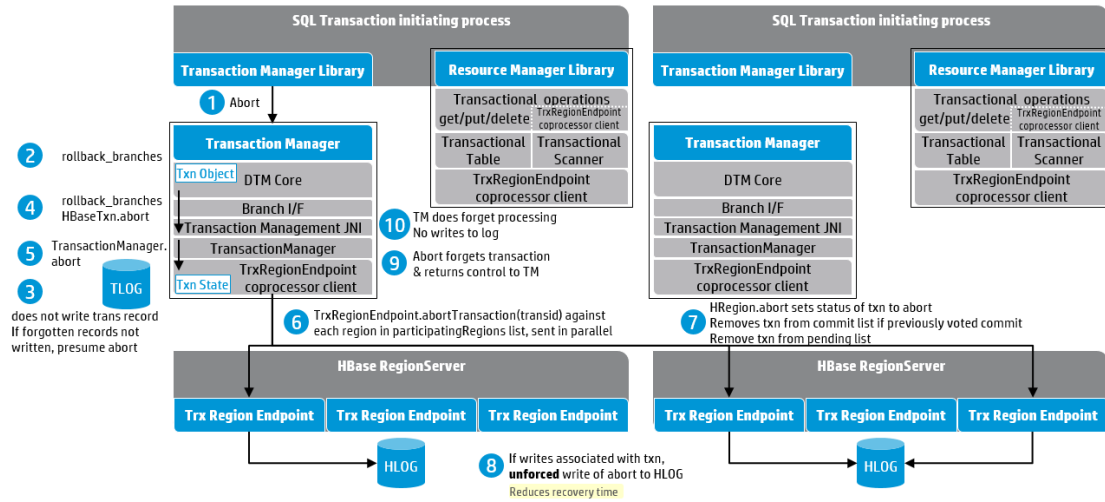 SQL Transaction initiating process
Transaction Manager Library
Resource Manager Library
Transactional operations
get/put/delete
TrxRegionEndpoint
coprocessor client
Transactional
Table
Transactional
Scanner
TrxRegionEndpoint
coprocessor client
1
Abort
Transaction Manager
Txn Object
DTM Core
Branch I/F
Transaction Management JNI
TransactionManager
TrxRegionEndpoint
coprocessor client
Txn State
2
rollback_branches
4
rollback_branches
HBaseTxn.abort
5
TransactionManager.
abort
3
TLOG
does not write trans record
If forgotten records not
written, presume abort
10
TM does forget processing
No writes to log
9
Abort forgets transaction
& returns control to TM
SQL Transaction initiating process
Transaction Manager Library
Resource Manager Library
Transactional operations
get/put/delete
TrxRegionEndpoint
coprocessor client
Transactional
Table
Transactional
Scanner
TrxRegionEndpoint
coprocessor client
Transaction Manager
DTM Core
Branch I/F
Transaction Management JNI
TransactionManager
TrxRegionEndpoint
coprocessor client
6
TrxRegionEndpoint.abortTransaction(transid) against
each region in participatingRegions list, sent in parallel
7
HRegion.abort sets status of txn to abort
Removes txn from commit list if previously voted commit
Remove txn from pending list
HBase RegionServer
Trx Region Endpoint
Trx Region Endpoint
Trx Region Endpoint
HLOG
HBase RegionServer
Trx Region Endpoint
Trx Region Endpoint
Trx Region Endpoint
HLOG
8
If writes associated with txn,
unforced write of abort to HLOG
Reduces recovery time